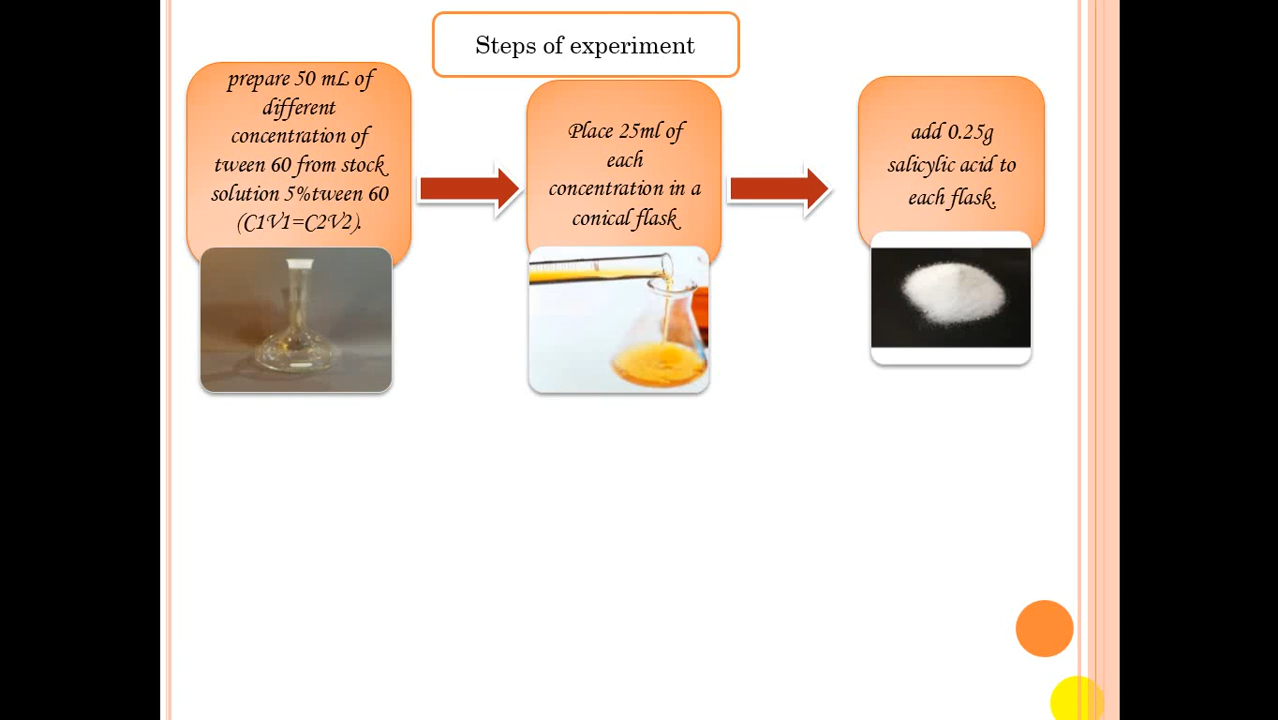 Steps of experiment
prepare 50 mL of
different
concentration of
tween 60 from stock
solution 5%tween 60
(C1V1=C2V2).
Place 25ml of
each
concentration in a
conical flask
add 0.25g
salicylic acid to
each flask.